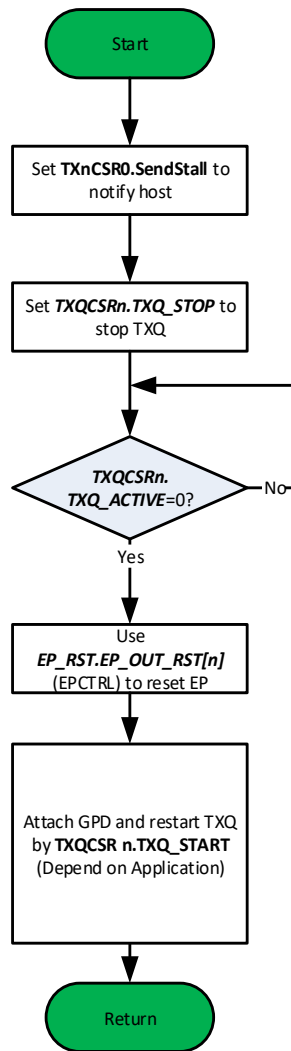 Start
Set TXnCSR0.SendStall to
notify host
Set TXQCSRn.TXQ_STOP to
stop TXQ
TXQCSRn.
TXQ_ACTIVE=0?
No
Yes
Use
EP_RST.EP_OUT_RST[n]
(EPCTRL) to reset EP
Attach GPD and restart TXQ
by TXQCSR n.TXQ_START
(Depend on Application)
Return